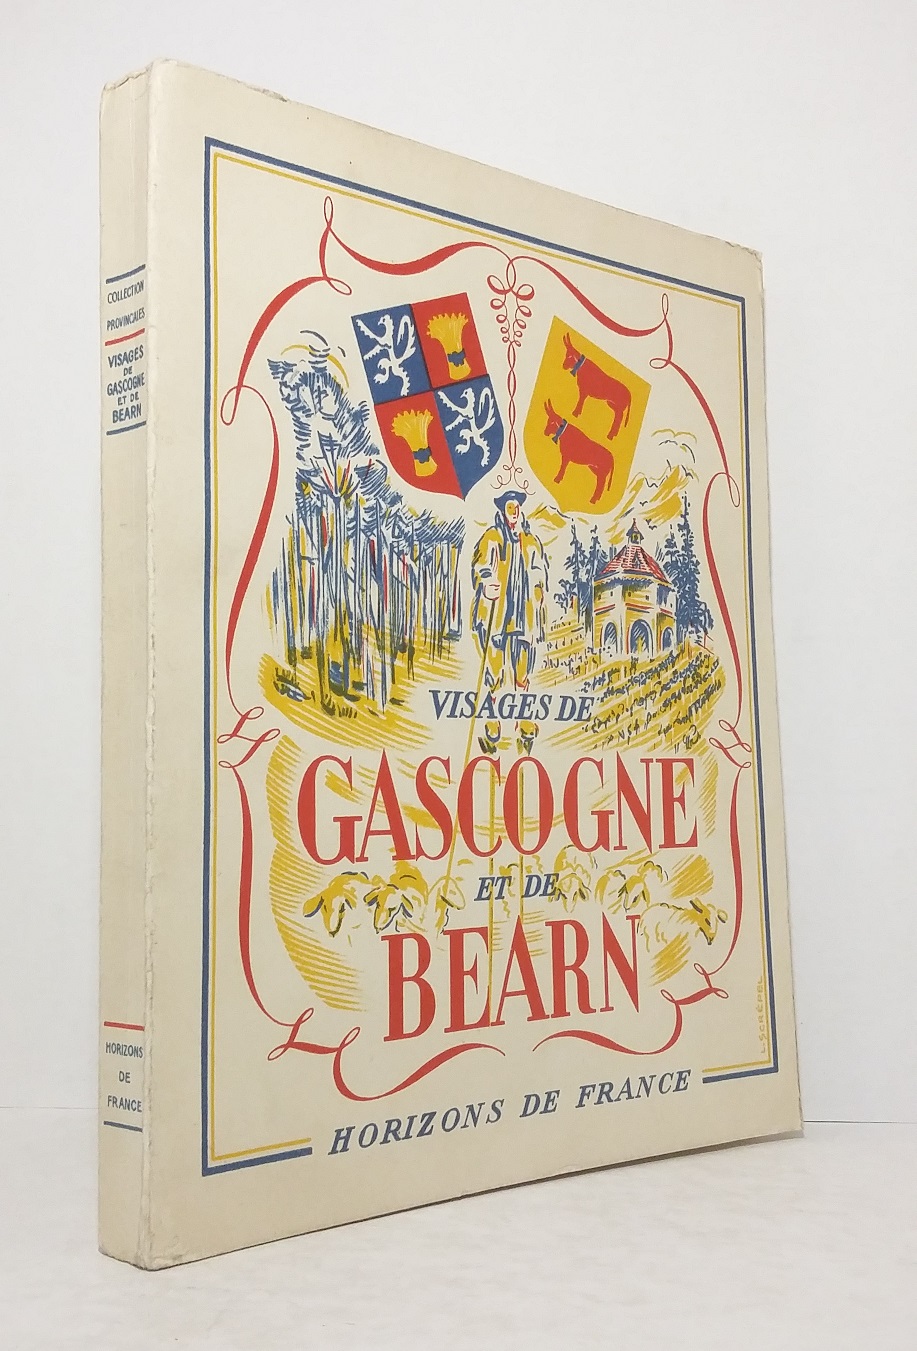 COLLECTION
PROVINCIALES
VISAGES
DE
GASCOGNE
ET DE
BEARN
HORIZONS
DE
FRANCE
VISAGES DE
GASCOGNE
ET DE
BEARN
HORIZONS DE FRANCE
L. SCRÉPEL